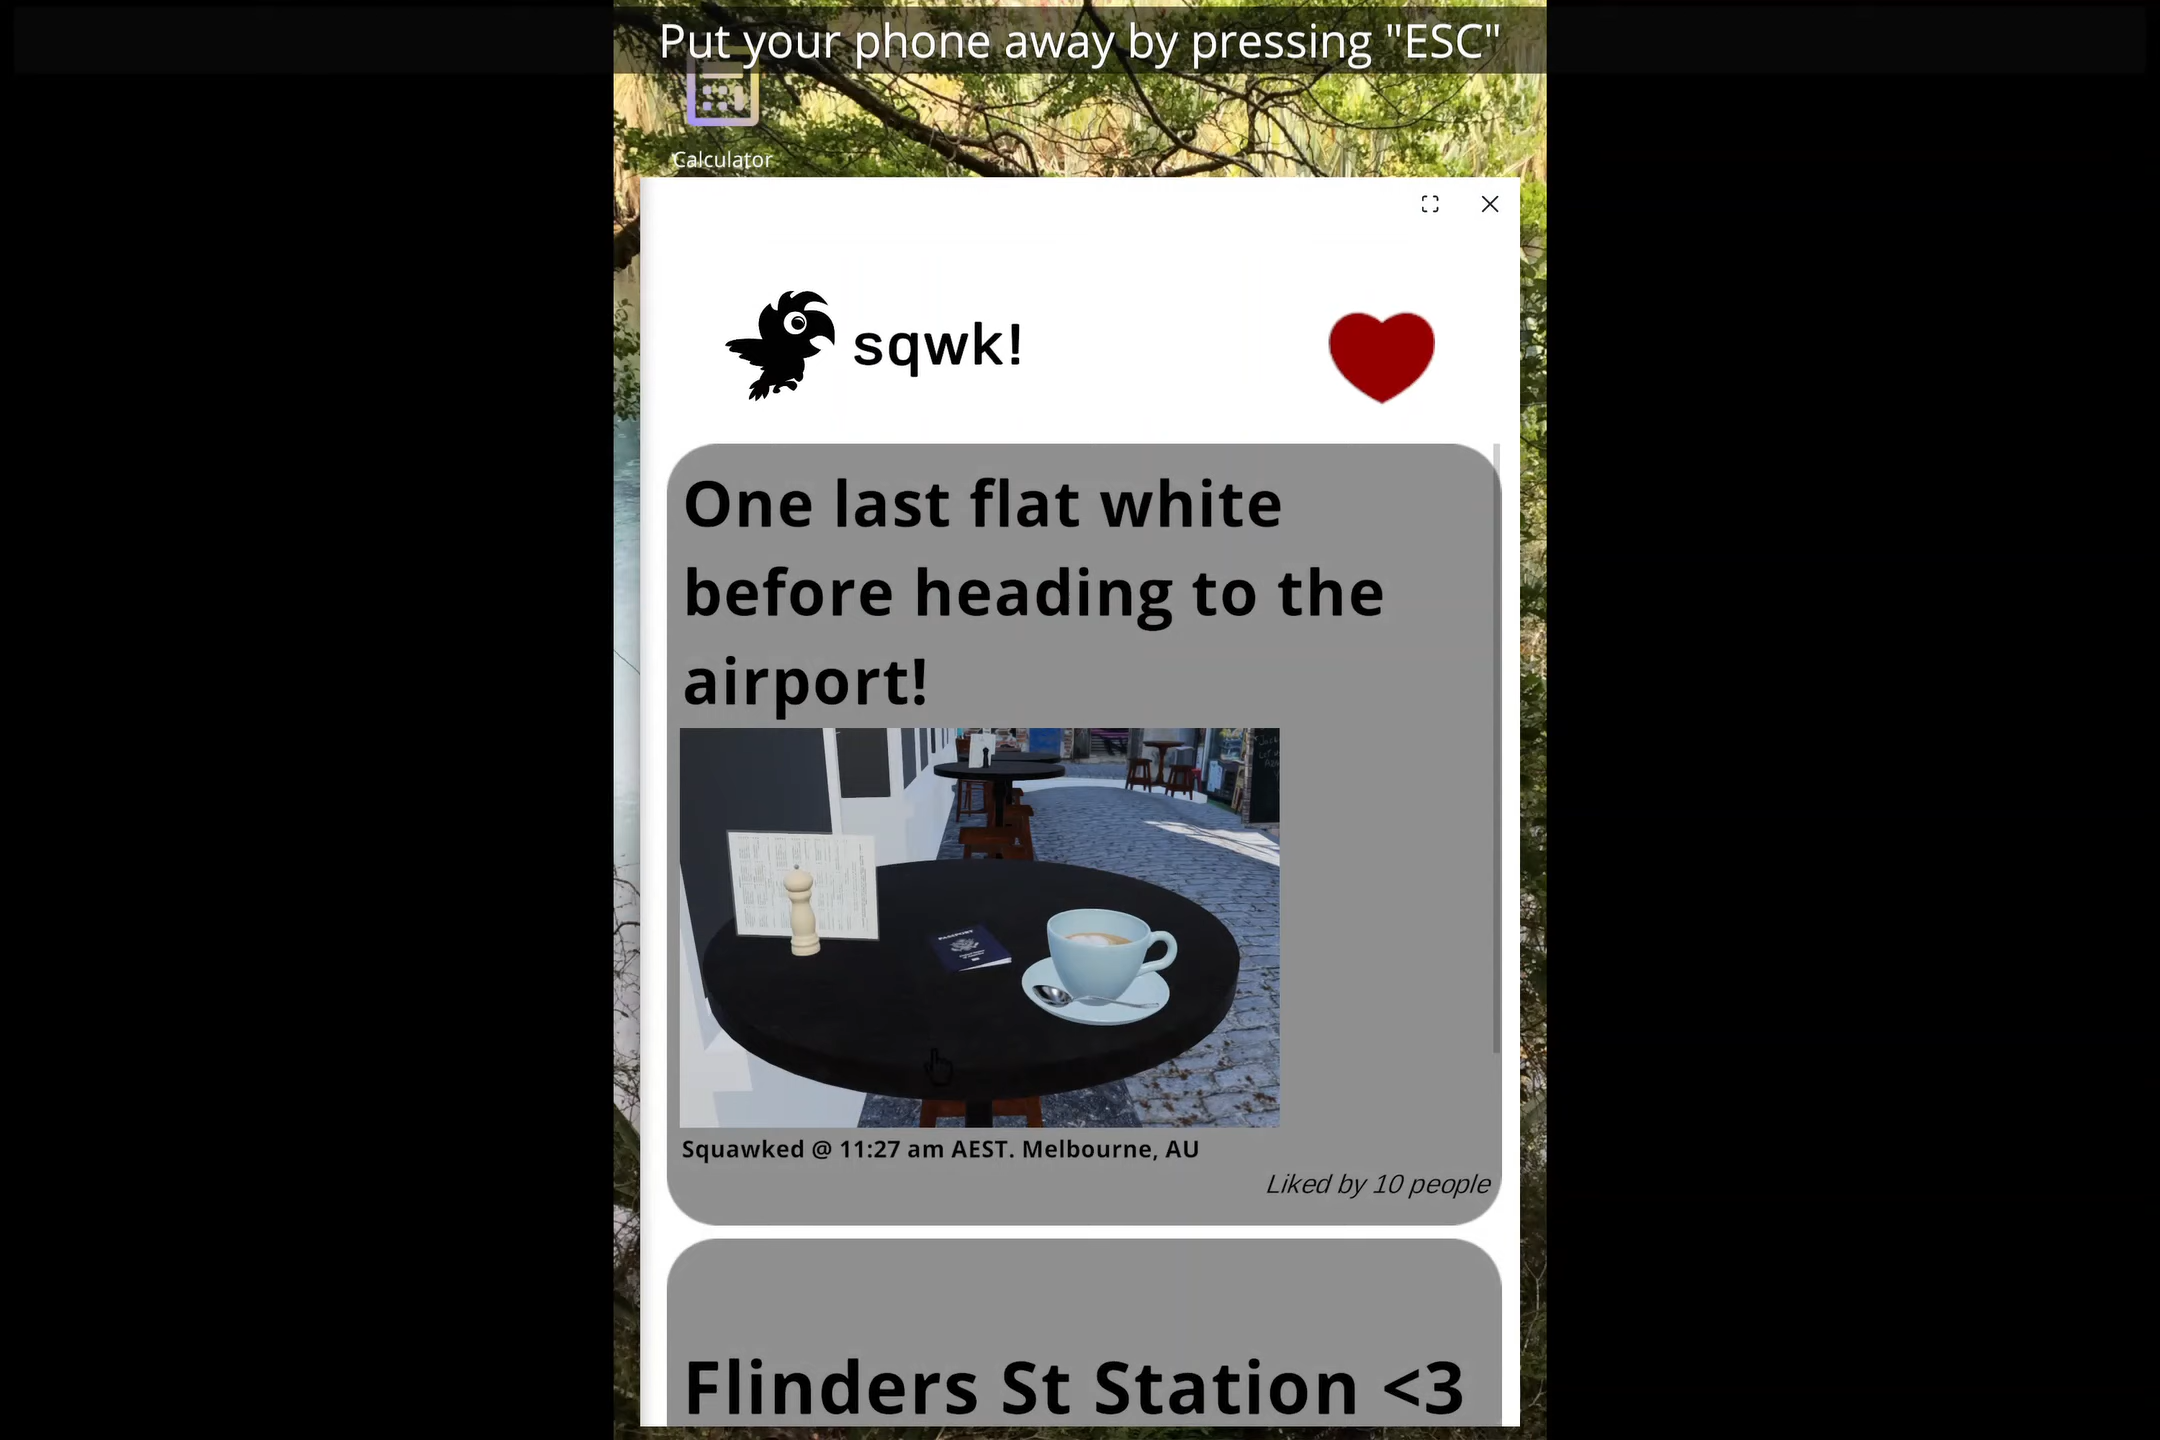 Put your phone away by pressing "ESC"
Calculator
sqwk!
One last flat white
before heading to the
airport!
PASSPORT
Squawked @ 11:27 am AEST. Melbourne, AU
Liked by 10 people
Flinders St Station <3